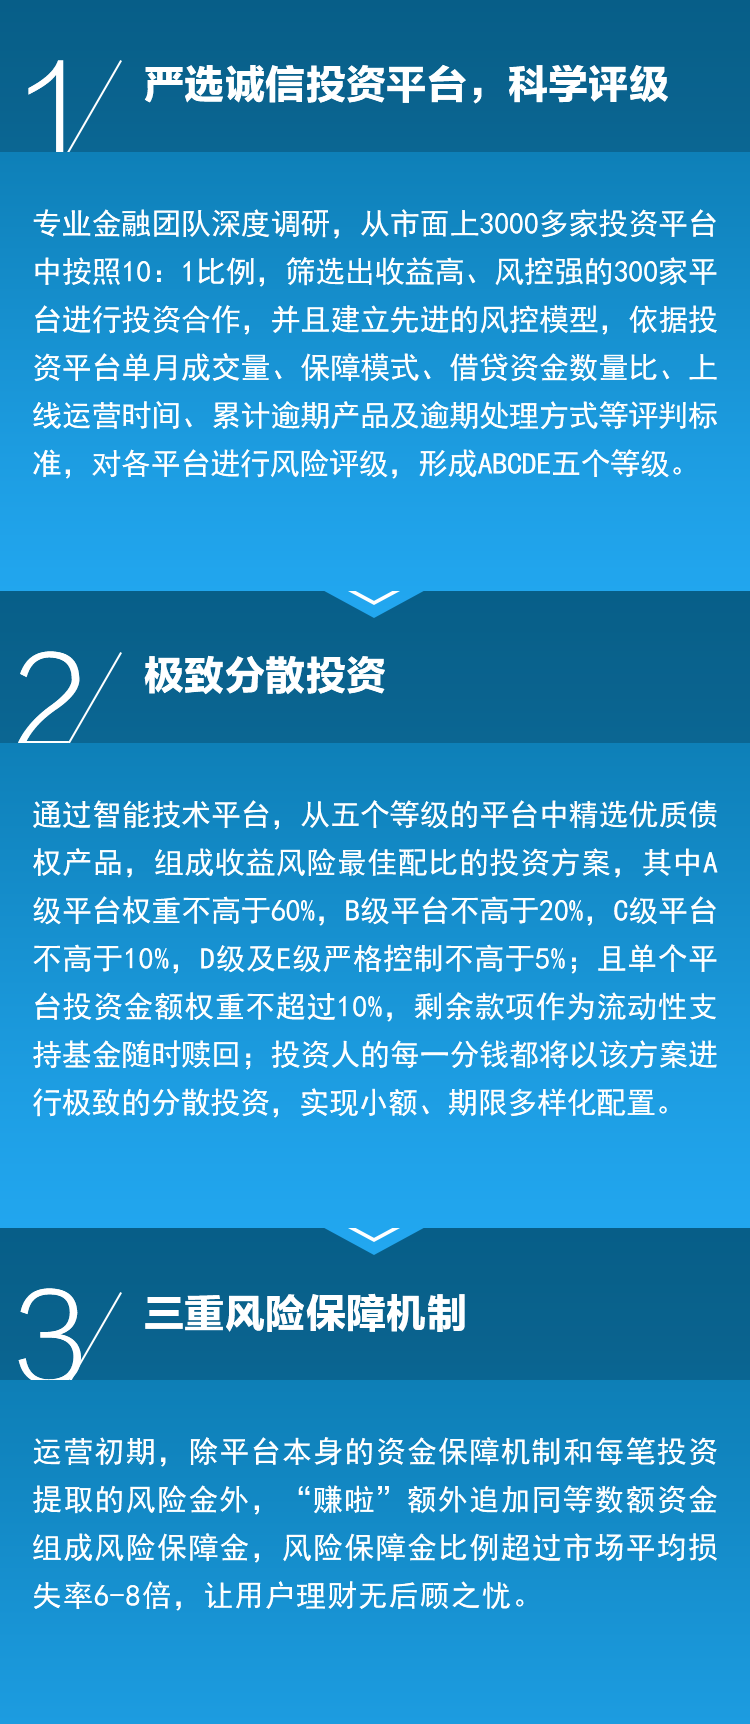 1
严选诚信投资平台，科学评级
专业金融团队深度调研，从市面上3000多家投资平台
中按照10：1比例，筛选出收益高、风控强的300家平
台进行投资合作，并且建立先进的风控模型，依据投
资平台单月成交量、保障模式、借贷资金数量比、上
线运营时间、累计逾期产品及逾期处理方式等评判标
准，对各平台进行风险评级，形成ABCDE五个等级。
2
极致分散投资
通过智能技术平台，从五个等级的平台中精选优质债
权产品，组成收益风险最佳配比的投资方案，其中A
级平台权重不高于60%，B级平台不高于20%，C级平台
不高于10%，D级及E级严格控制不高于5%；且单个平
台投资金额权重不超过10%，剩余款项作为流动性支
持基金随时赎回；投资人的每一分钱都将以该方案进
行极致的分散投资，实现小额、期限多样化配置。
3
三重风险保障机制
运营初期，除平台本身的资金保障机制和每笔投资
提取的风险金外，“赚啦”额外追加同等数额资金
组成风险保障金，风险保障金比例超过市场平均损
失率6-8倍，让用户理财无后顾之忧。